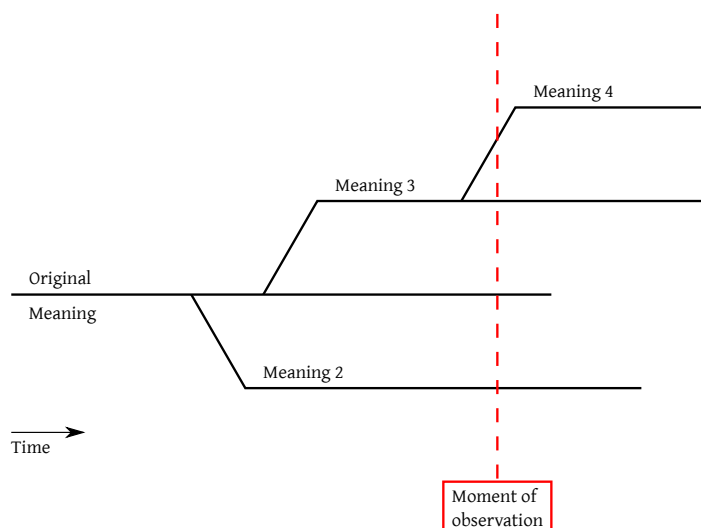 Meaning 4
Meaning 3
Original
Meaning
Meaning 2
Time
Moment of
observation